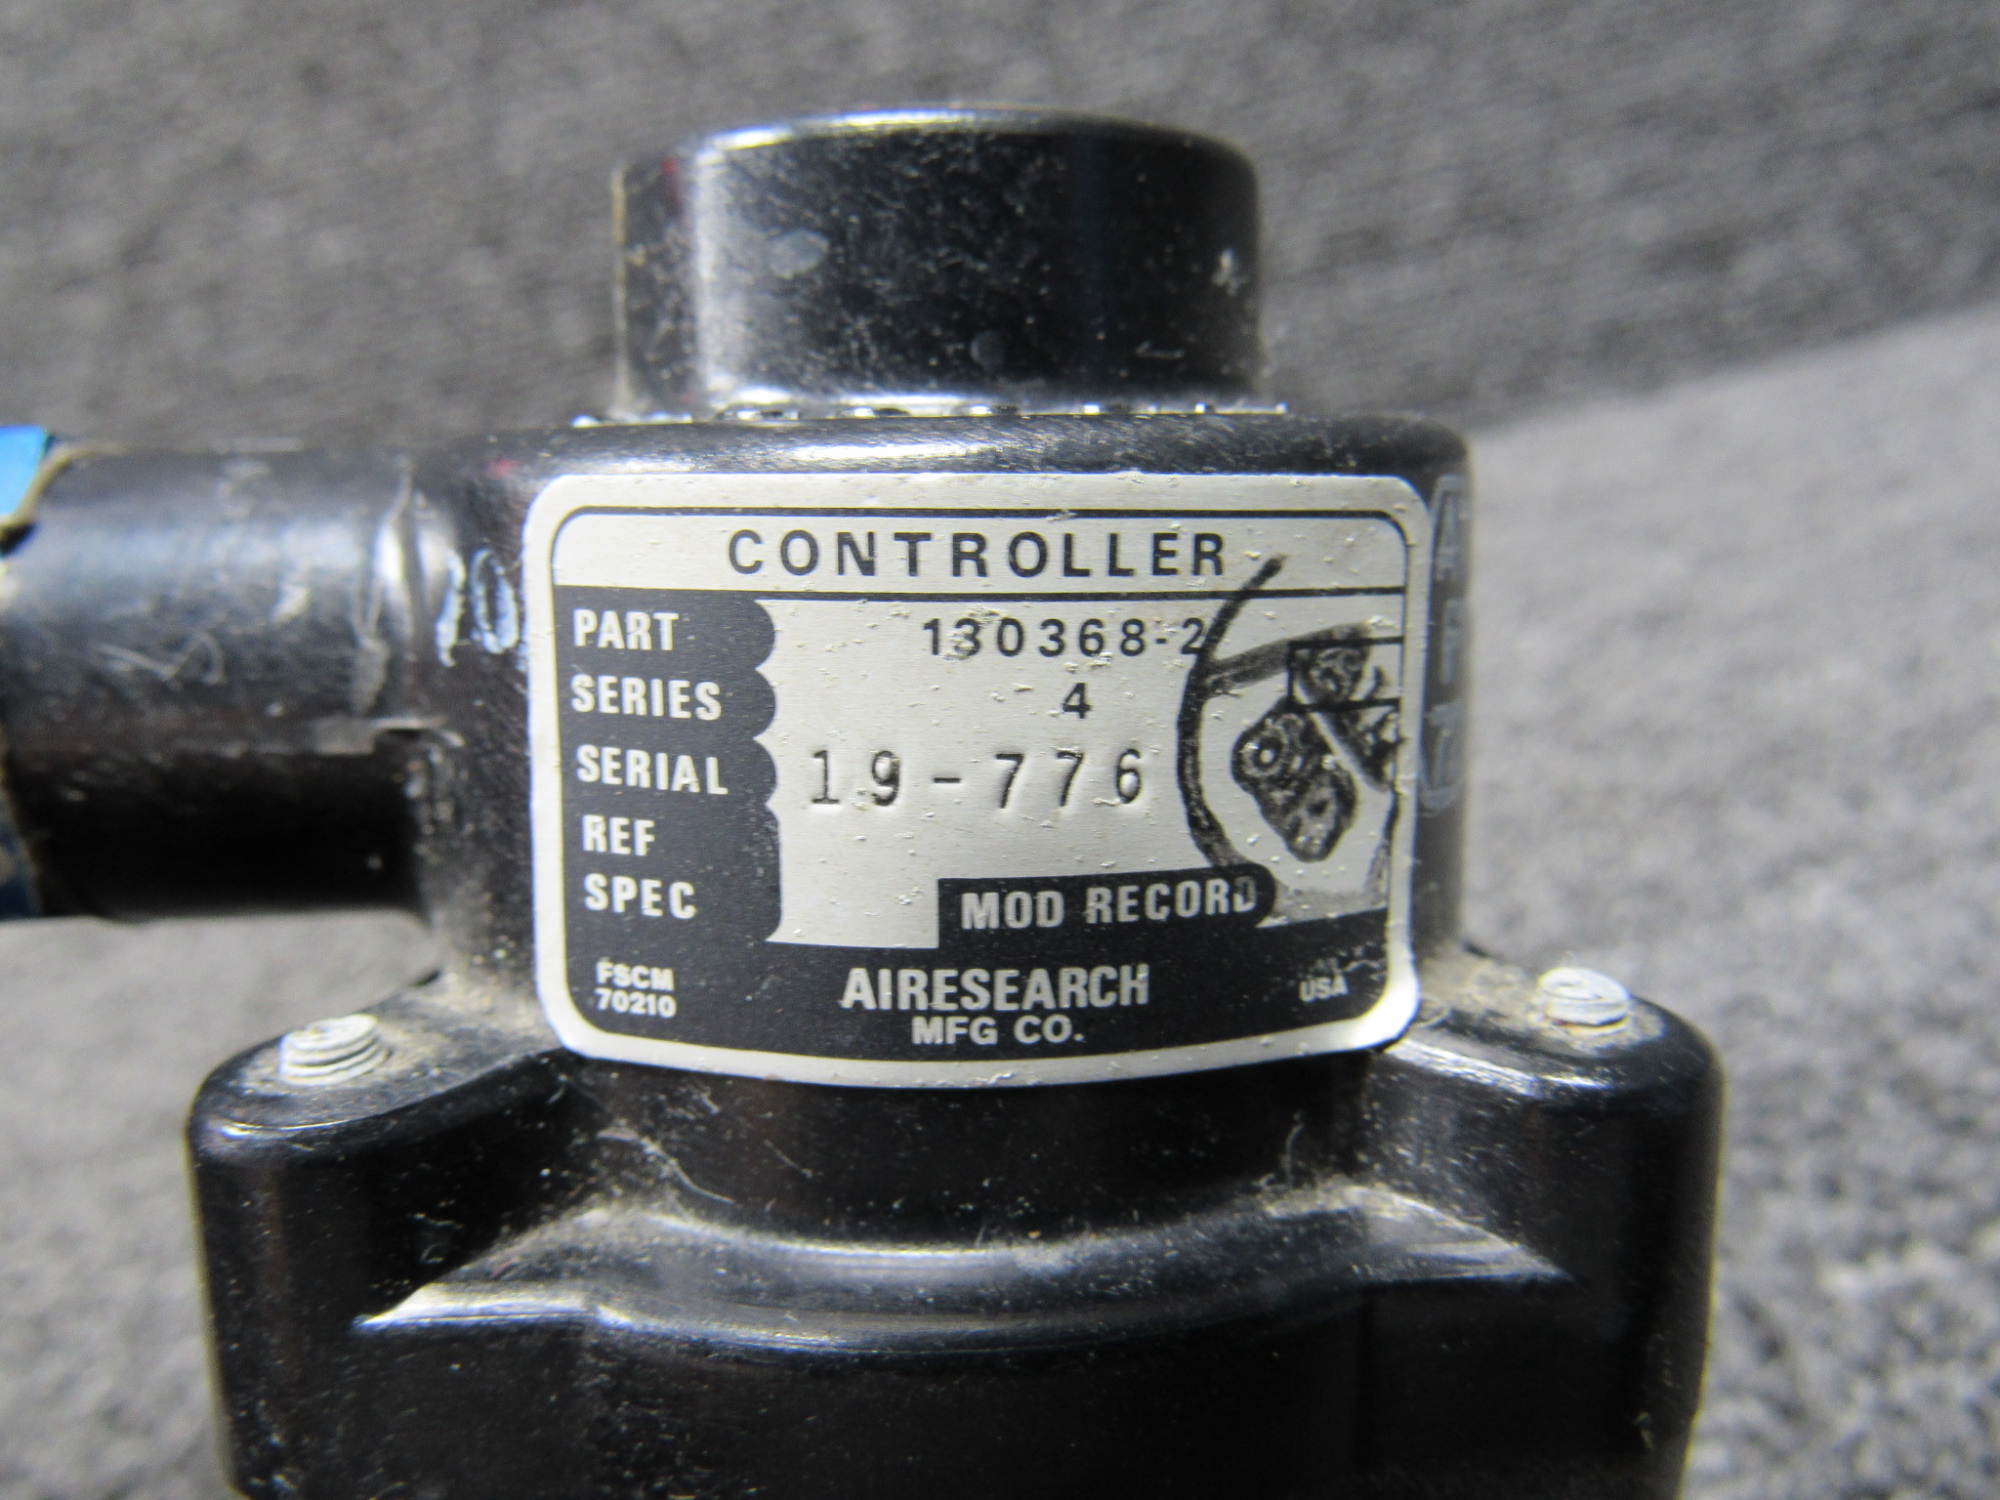 CONTROLLER
PART 130368-2
SERIES 4
SERIAL 19-776
REF
SPEC
MOD RECORD
FSCM
70210
AIRESEARCH
MFG CO.
USA
10